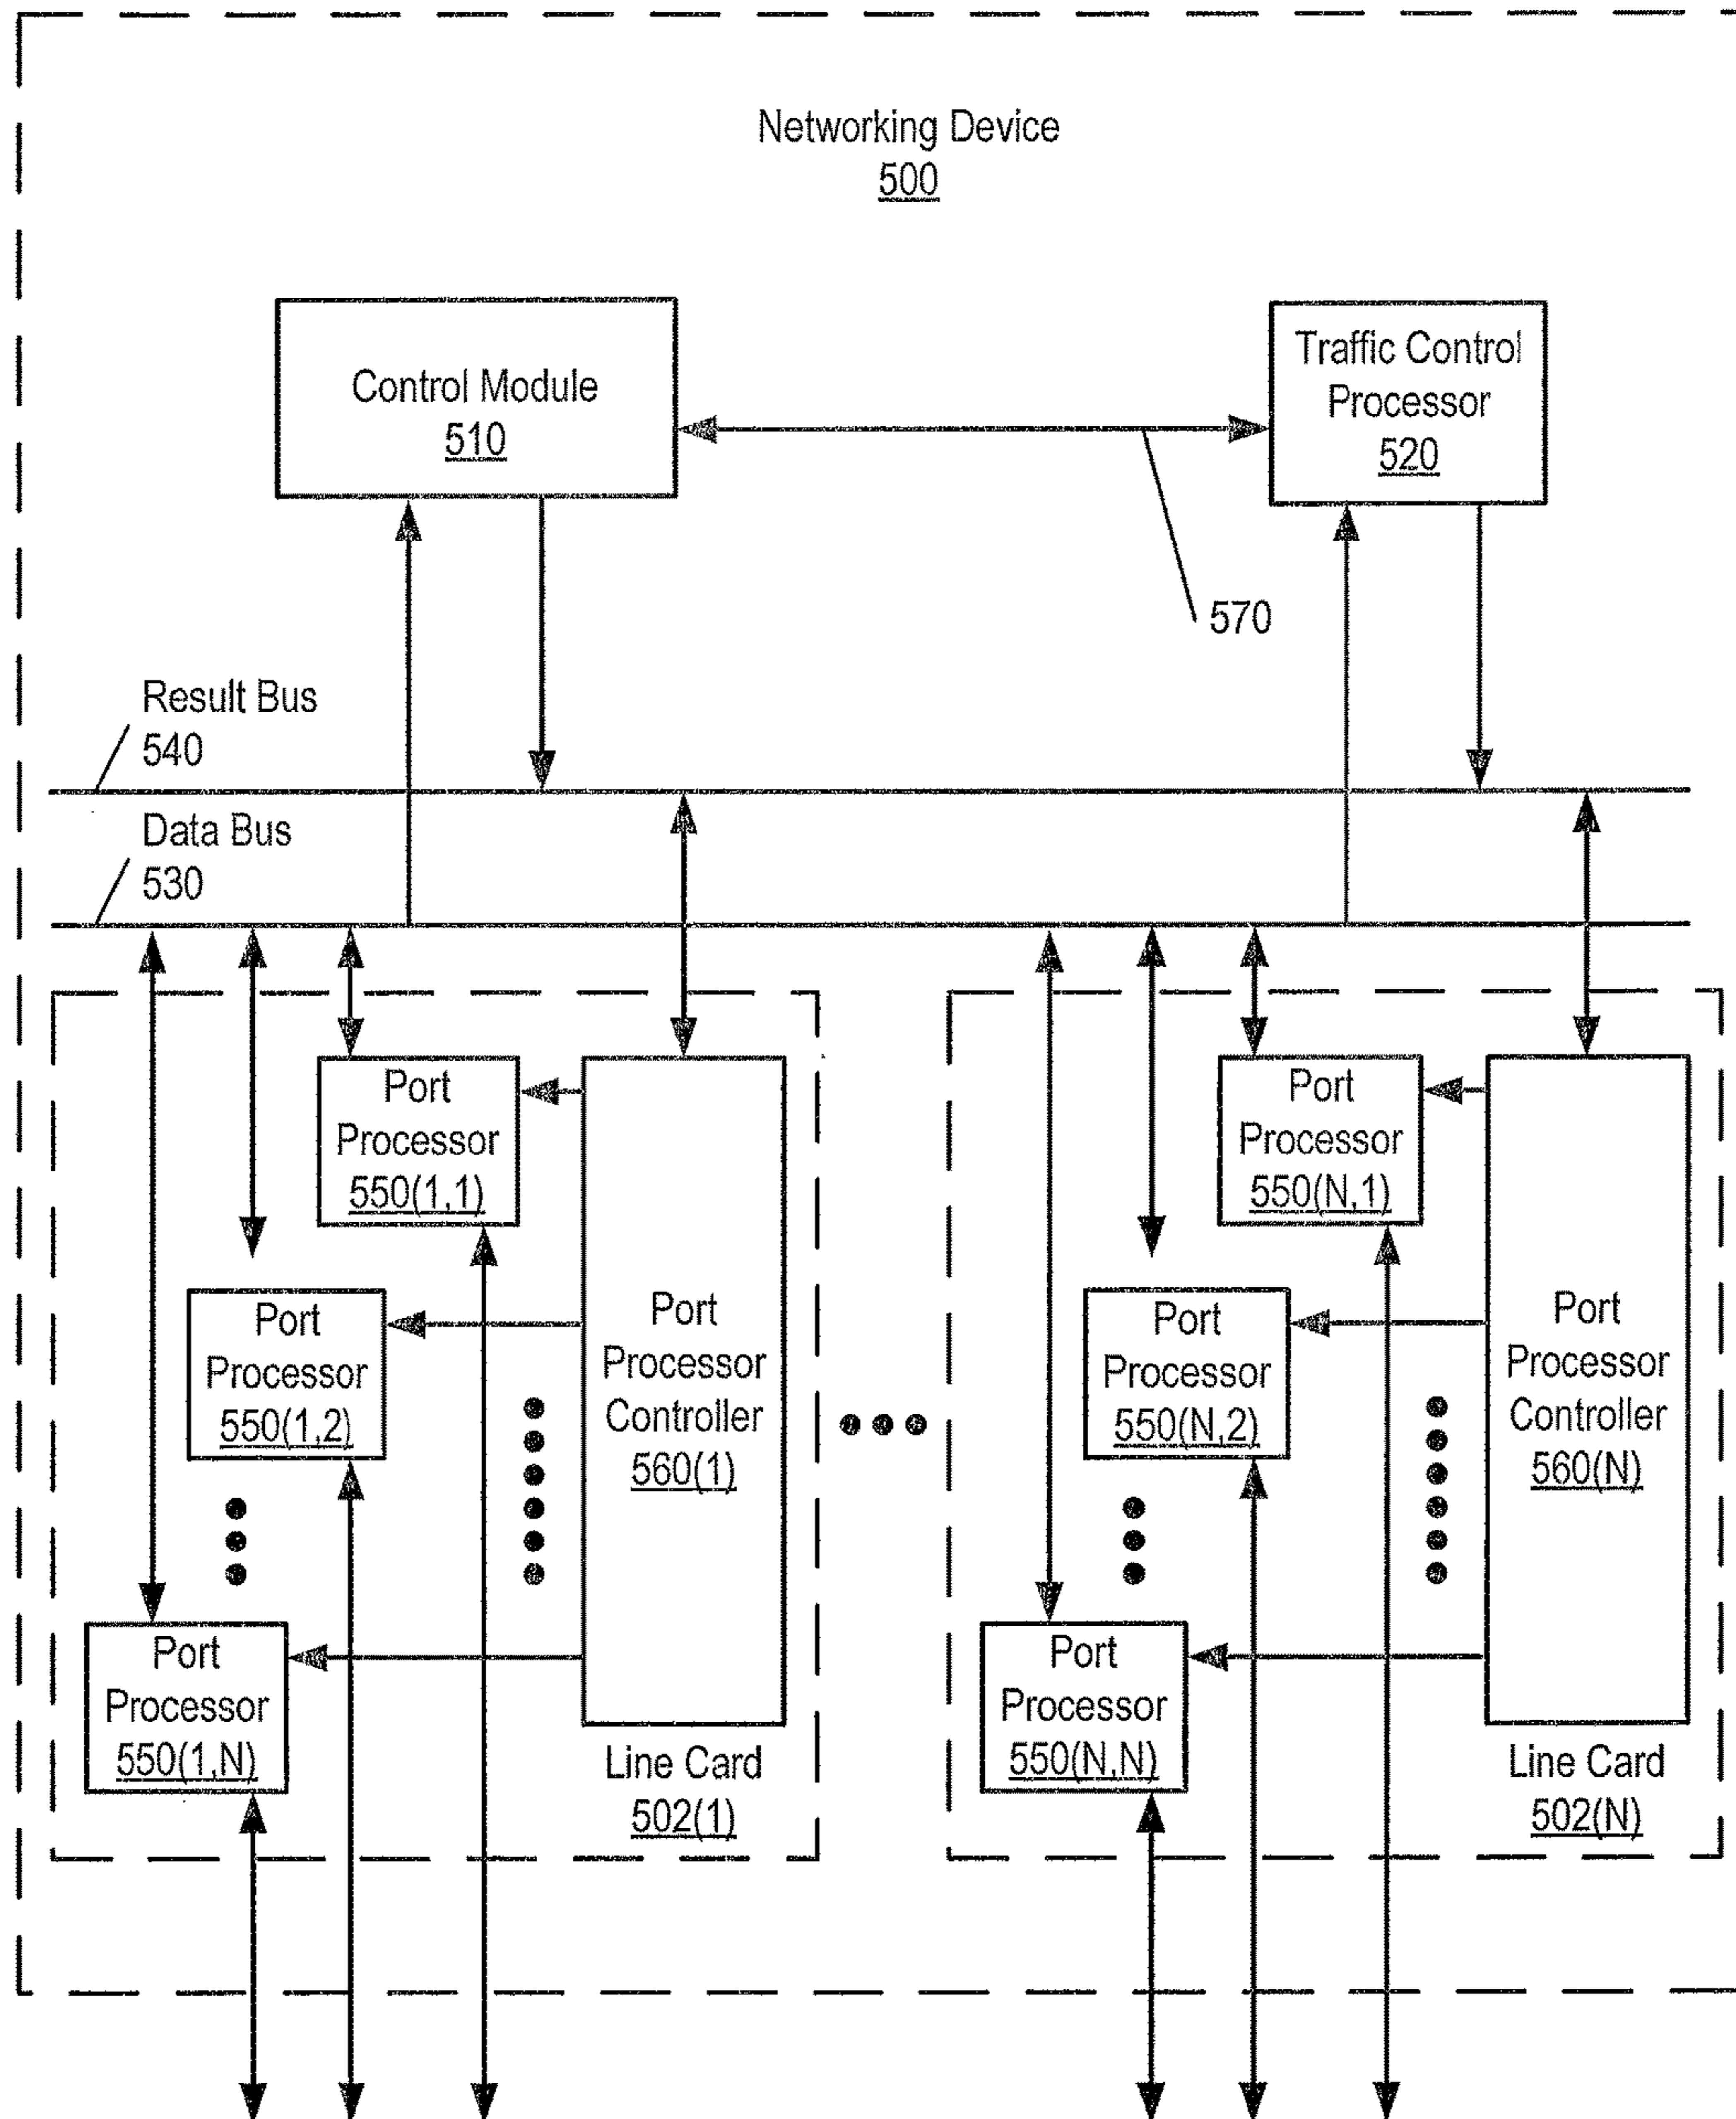 Networking Device
500
Control Module
510
Traffic Control
Processor
520
570
Result Bus
540
Data Bus
530
Port
Processor
550(1,1)
Port
Processor
550(1,2)
Port
Processor
550(1,N)
Port
Processor
Controller
560(1)
Line Card
502(1)
Port
Processor
550(N,1)
Port
Processor
550(N,2)
Port
Processor
550(N,N)
Port
Processor
Controller
560(N)
Line Card
502(N)